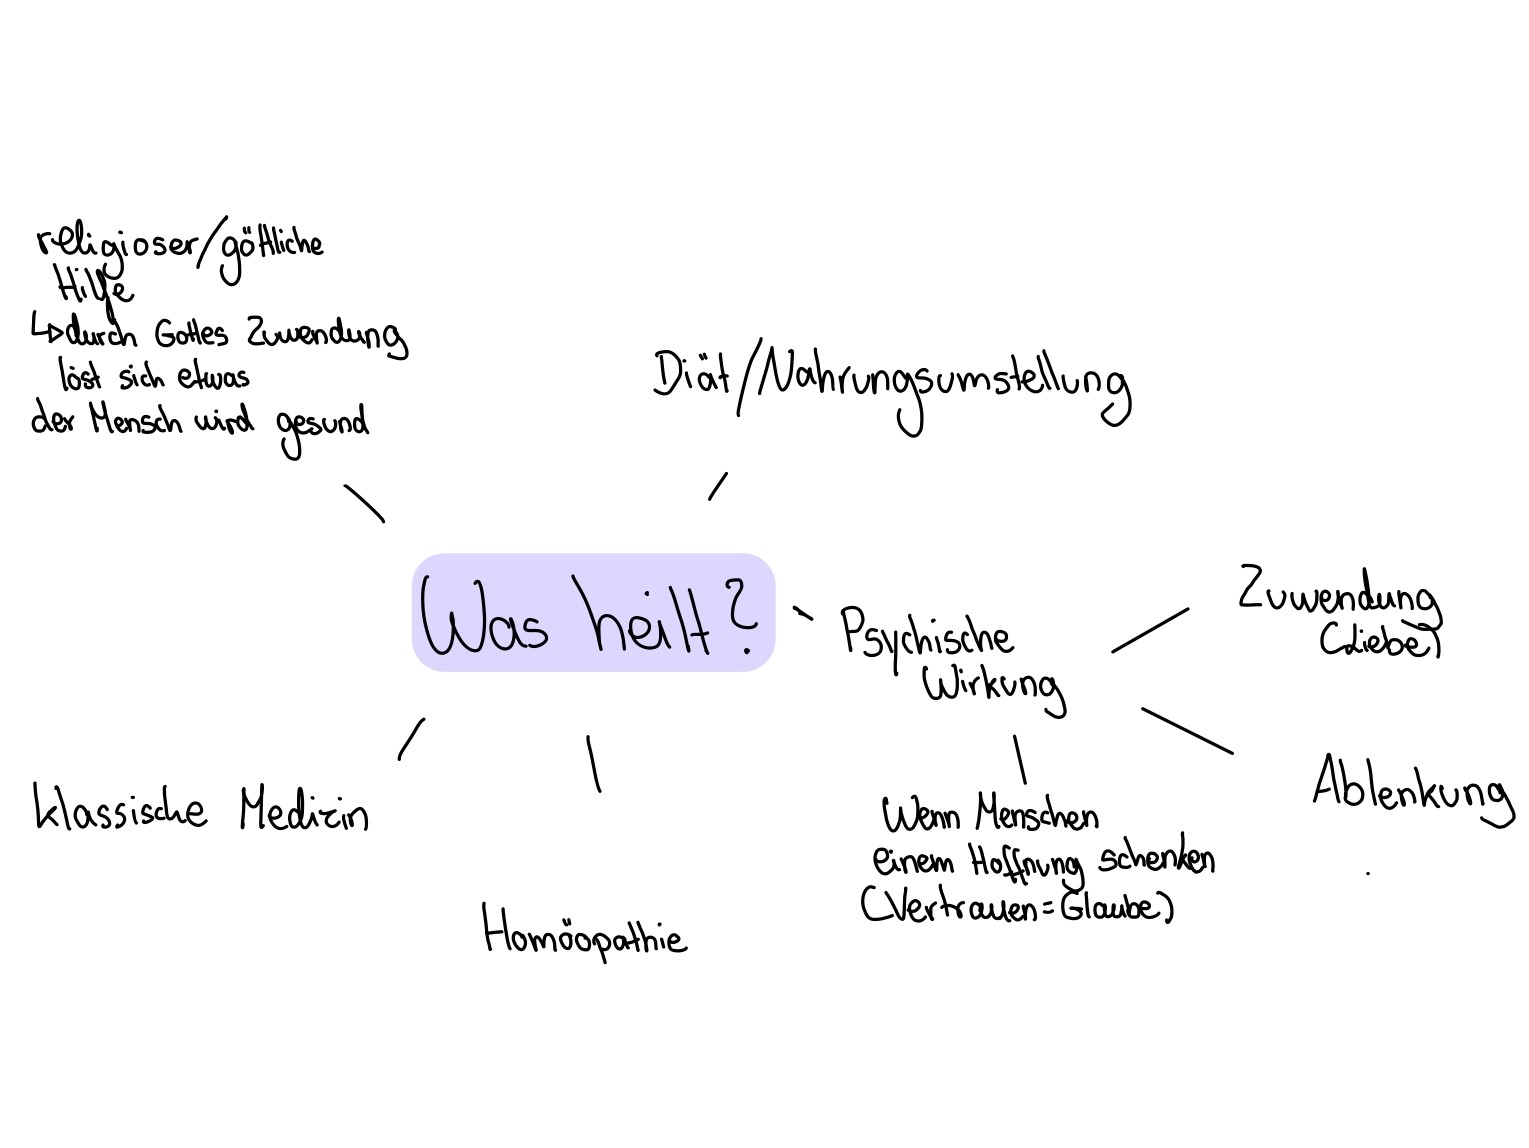 religioser/göttliche
Hilfe
↳durch Gottes Zuwendung
löst sich etwas
der Mensch wird gesund
Diät/Nahrungsumstellung
Was heilt?
Psychische
Wirkung
Zuwendung
(Liebe)
Ablenkung
Wenn Menschen
einem Hoffnung schenken
(Vertrauen=Glaube)
klassische Medizin
Homöopathie